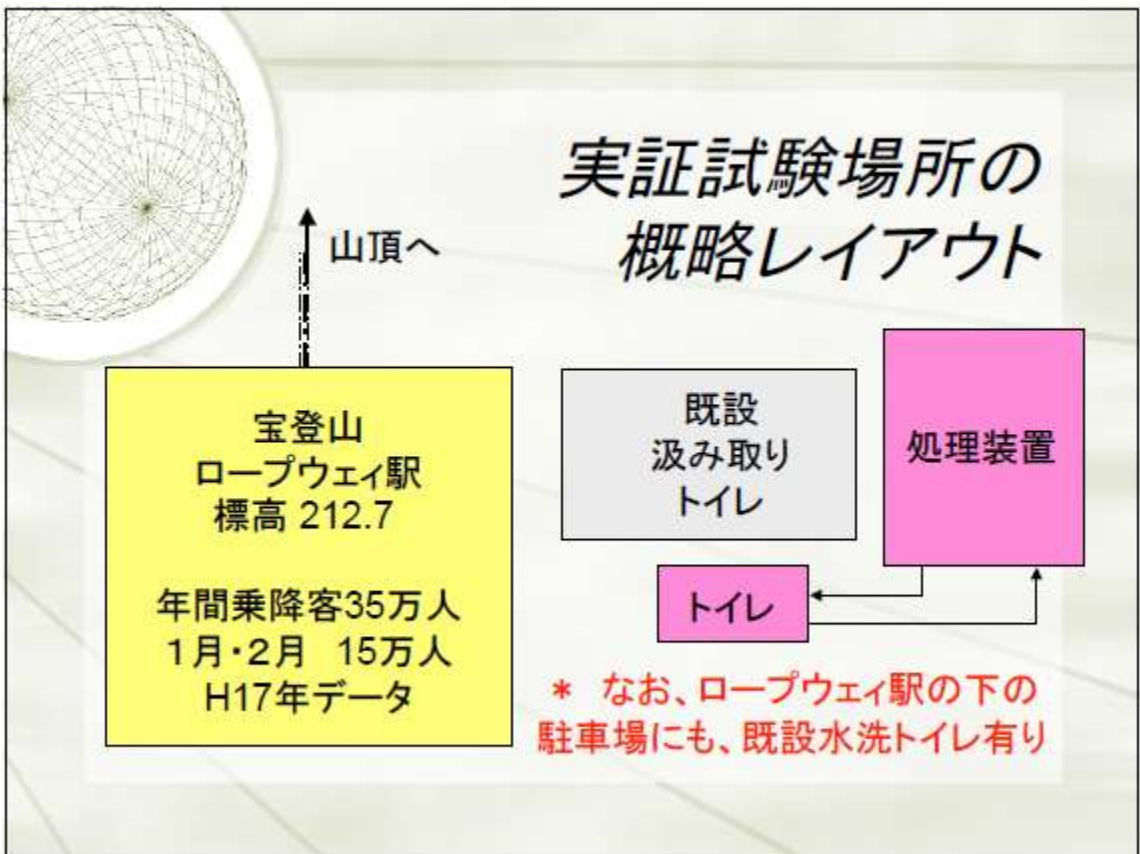 実証試験場所の
概略レイアウト
山頂へ
宝登山
ロープウェィ駅
標高 212.7
年間乗降客35万人
1月・2月 15万人
H17年データ
既設
汲み取り
トイレ
処理装置
トイレ
* なお、ロープウェィ駅の下の
駐車場にも、既設水洗トイレ有り